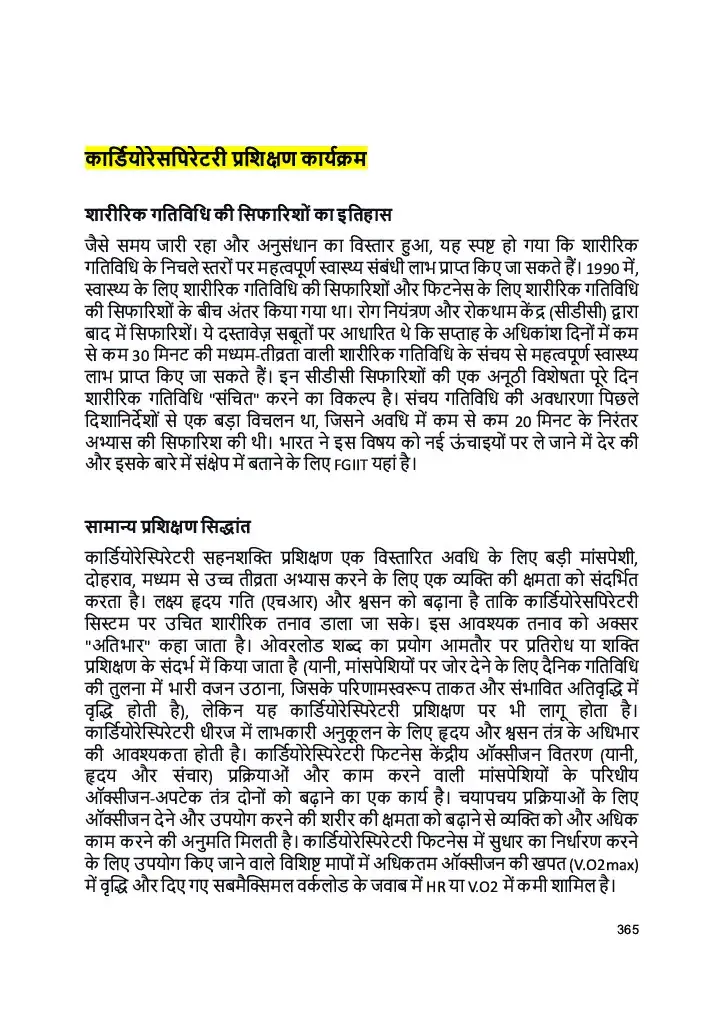 कार्डियोरेसपिरेटरी प्रशिक्षण कार्यक्रम
शारीरिक गतिविधि की सिफारिशों का इतिहास
जैसे समय जारी रहा और अनुसंधान का विस्तार हुआ, यह स्पष्ट हो गया कि शारीरिक
गतिविधि के निचले स्तरों पर महत्वपूर्ण स्वास्थ्य संबंधी लाभ प्राप्त किए जा सकते हैं। 1990 में,
स्वास्थ्य के लिए शारीरिक गतिविधि की सिफारिशों और फिटनेस के लिए शारीरिक गतिविधि
की सिफारिशों के बीच अंतर किया गया था। रोग नियंत्रण और रोकथाम केंद्र (सीडीसी) द्वारा
बाद में सिफारिशें। ये दस्तावेज़ सबूतों पर आधारित थे कि सप्ताह के अधिकांश दिनों में कम
से कम 30 मिनट की मध्यम-तीव्रता वाली शारीरिक गतिविधि के संचय से महत्वपूर्ण स्वास्थ्य
लाभ प्राप्त किए जा सकते हैं। इन सीडीसी सिफारिशों की एक अनूठी विशेषता पूरे दिन
शारीरिक गतिविधि "संचित" करने का विकल्प है। संचय गतिविधि की अवधारणा पिछले
दिशानिर्देशों से एक बड़ा विचलन था, जिसने अवधि में कम से कम 20 मिनट के निरंतर
अभ्यास की सिफारिश की थी। भारत ने इस विषय को नई ऊंचाइयों पर ले जाने में देर की
और इसके बारे में संक्षेप में बताने के लिए FGIIT यहां है।
सामान्य प्रशिक्षण सिद्धांत
कार्डियोरेस्पिरेटरी सहनशक्ति प्रशिक्षण एक विस्तारित अवधि के लिए बड़ी मांसपेशी,
दोहराव, मध्यम से उच्च तीव्रता अभ्यास करने के लिए एक व्यक्ति की क्षमता को संदर्भित
करता है। लक्ष्य हृदय गति (एचआर) और श्वसन को बढ़ाना है ताकि कार्डियोरेसपिरेटरी
सिस्टम पर उचित शारीरिक तनाव डाला जा सके। इस आवश्यक तनाव को अक्सर
"अतिभार" कहा जाता है। ओवरलोड शब्द का प्रयोग आमतौर पर प्रतिरोध या शक्ति
प्रशिक्षण के संदर्भ में किया जाता है (यानी, मांसपेशियों पर जोर देने के लिए दैनिक गतिविधि
की तुलना में भारी वजन उठाना, जिसके परिणामस्वरूप ताकत और संभावित अतिवृद्धि में
वृद्धि होती है), लेकिन यह कार्डियोरेस्पिरेटरी प्रशिक्षण पर भी लागू होता है।
कार्डियोरेस्पिरेटरी धीरज में लाभकारी अनुकूलन के लिए हृदय और श्वसन तंत्र के अधिभार
की आवश्यकता होती है। कार्डियोरेस्पिरेटरी फिटनेस केंद्रीय ऑक्सीजन वितरण (यानी,
हृदय और संचार) प्रक्रियाओं और काम करने वाली मांसपेशियों के परिधीय
ऑक्सीजन-अपटेक तंत्र दोनों को बढ़ाने का एक कार्य है। चयापचय प्रक्रियाओं के लिए
ऑक्सीजन देने और उपयोग करने की शरीर की क्षमता को बढ़ाने से व्यक्ति को और अधिक
काम करने की अनुमति मिलती है। कार्डियोरेस्पिरेटरी फिटनेस में सुधार का निर्धारण करने
के लिए उपयोग किए जाने वाले विशिष्ट मापों में अधिकतम ऑक्सीजन की खपत (V.O2max)
में वृद्धि और दिए गए सबमैक्सिमल वर्कलोड के जवाब में HR या V.O2 में कमी शामिल है।
365